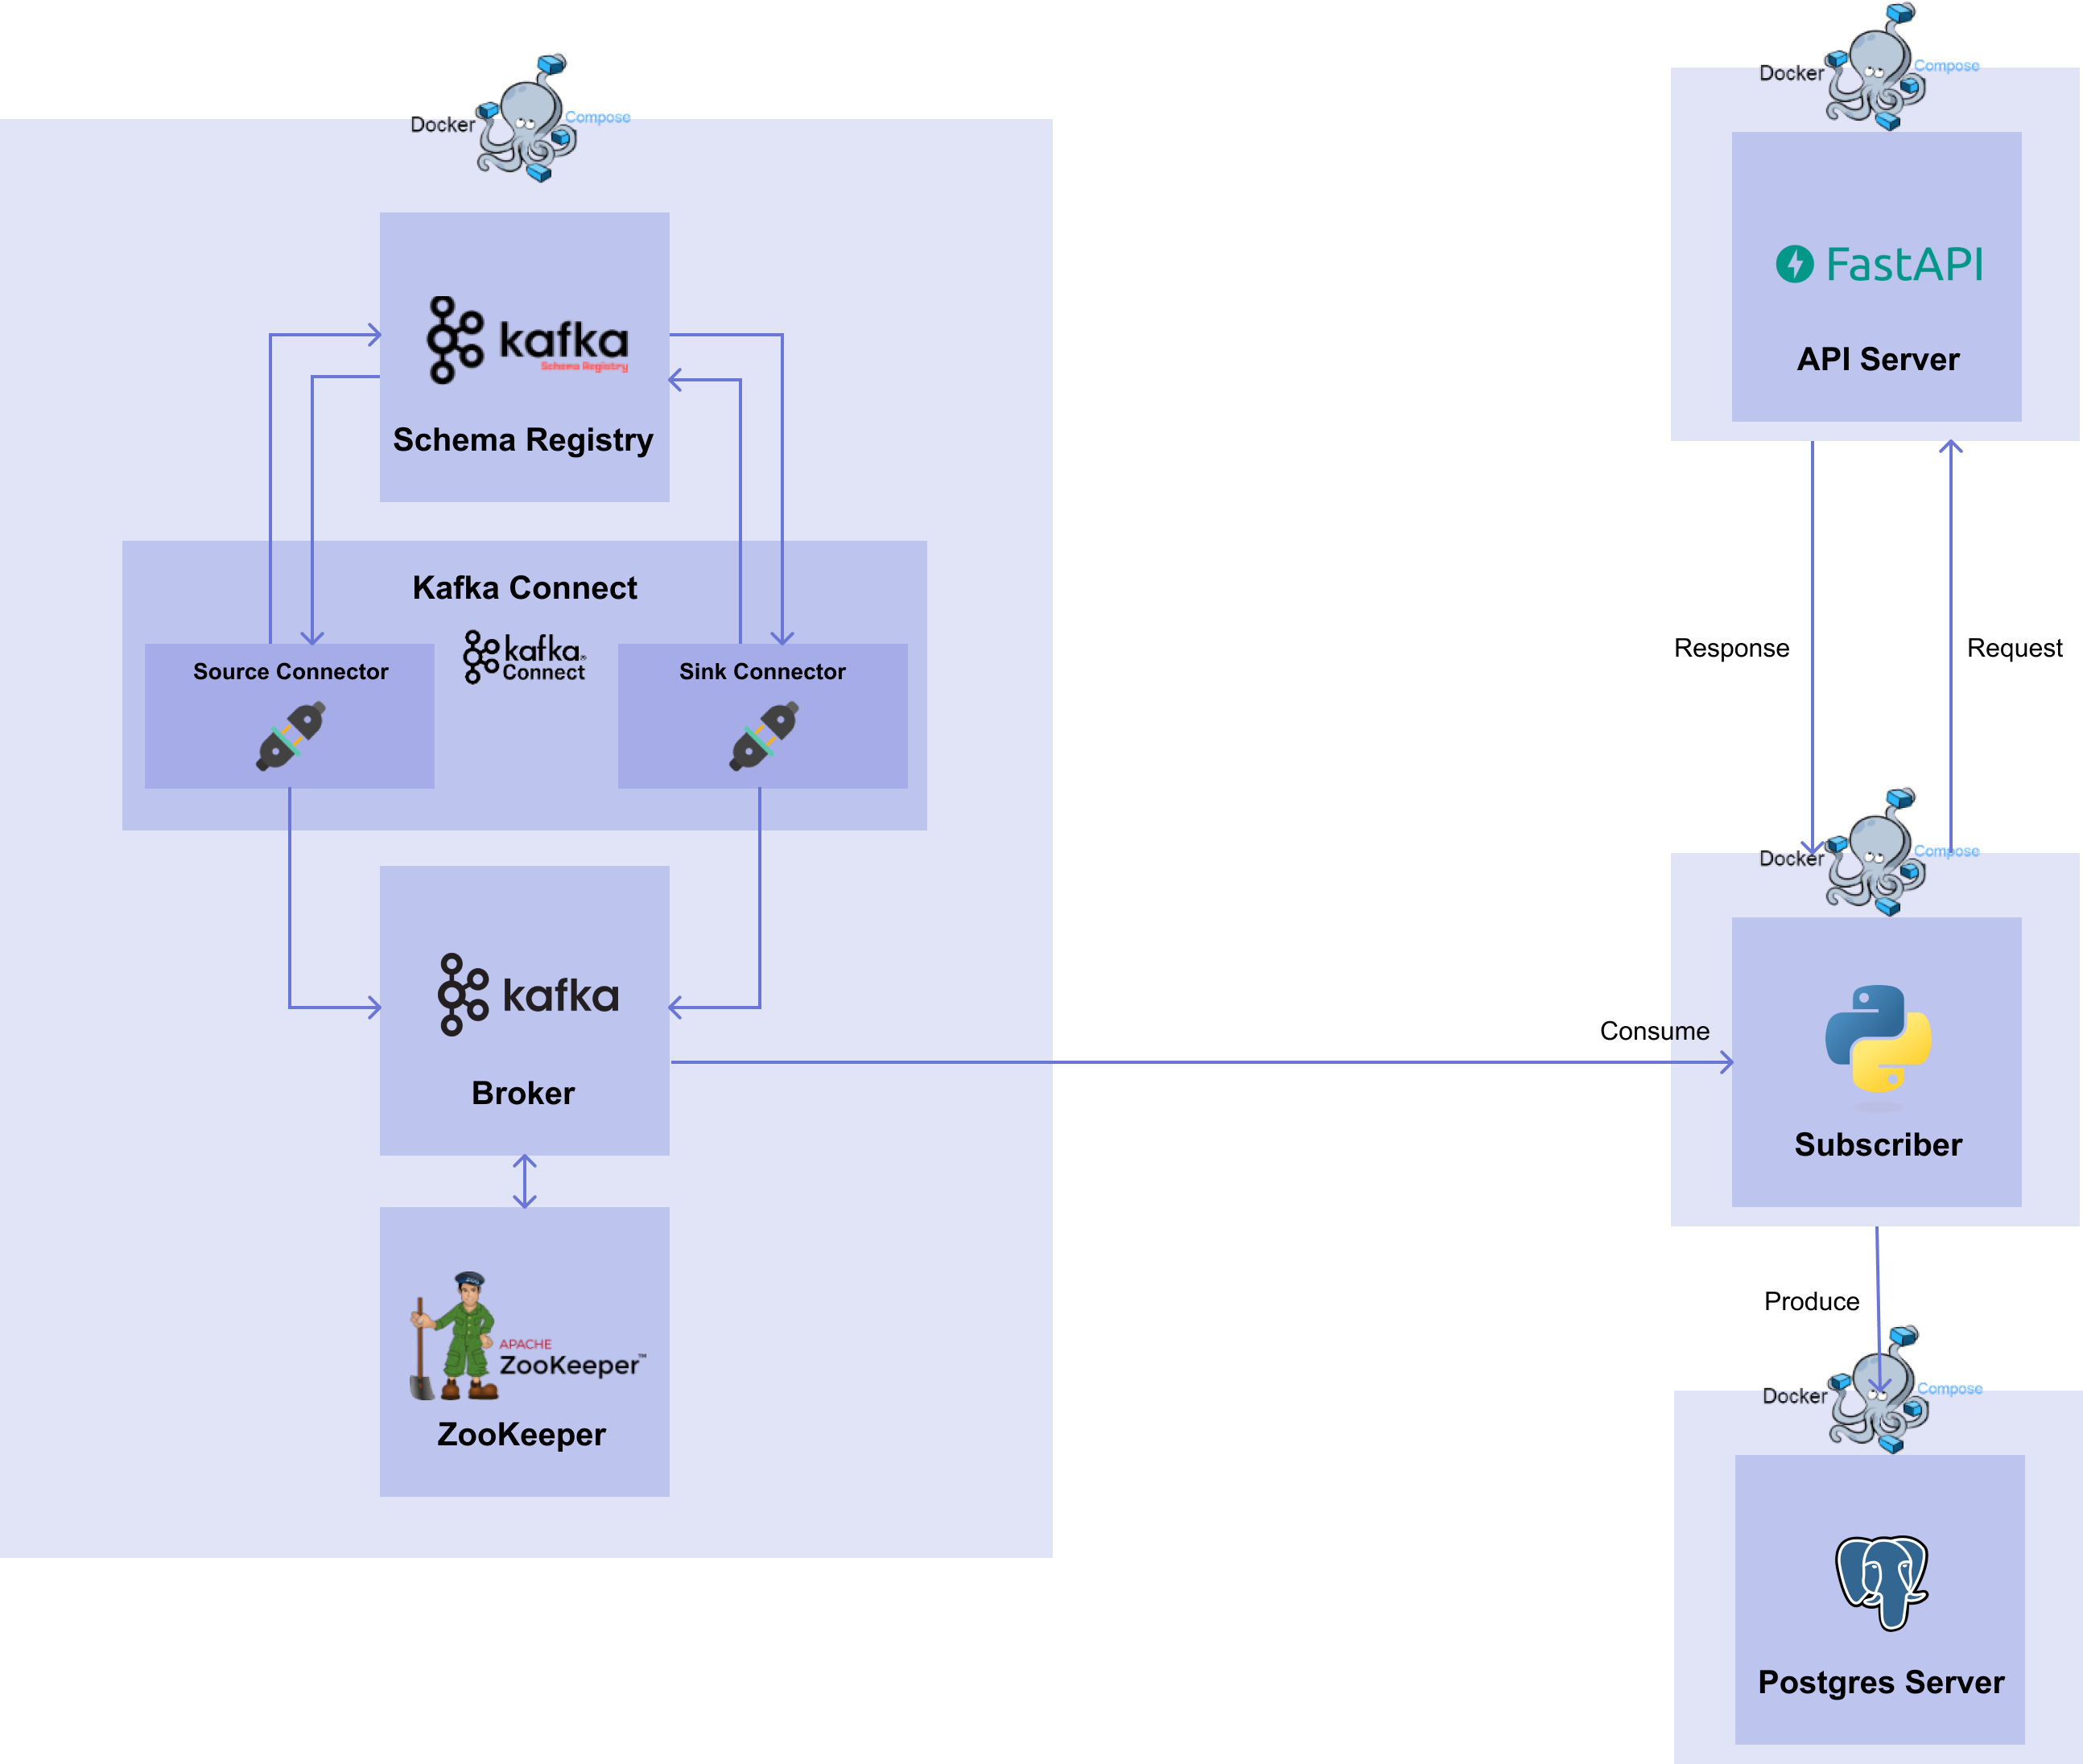 Docker
Compose
kafka
Schema Registry
Schema Registry
Kafka Connect
Source Connector
kafka®
Connect
Sink Connector
kafka
Broker
APACHE
ZooKeeper™
ZooKeeper
Docker
Compose
FastAPI
API Server
Response
Request
Docker
Compose
Consume
Subscriber
Produce
Docker
Compose
Postgres Server